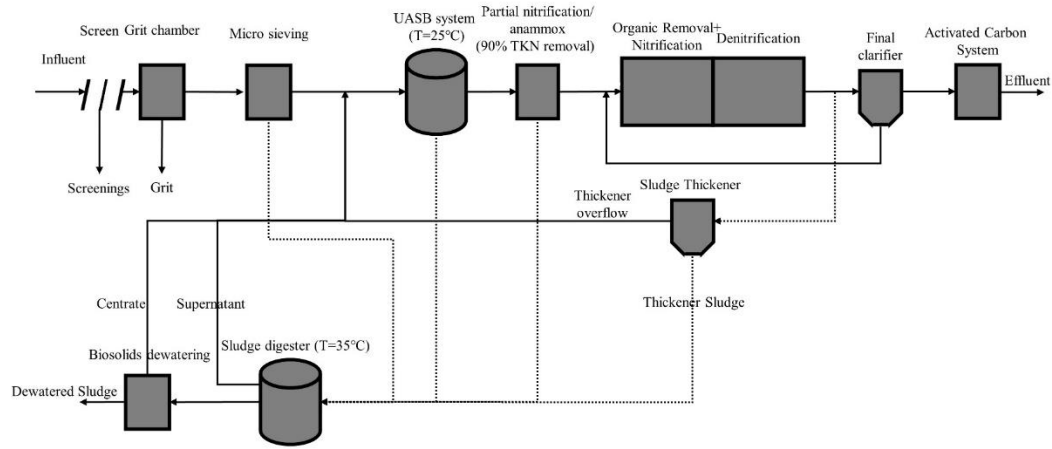 Influent
Screen
Grit chamber
Micro sieving
UASB system
(T=25℃)
Partial nitrification/
anammox
(90% TKN removal)
Organic Removal+
Nitrification
Denitrification
Final
clarifier
Activated Carbon
System
Effluent
Screenings
Grit
Thickener
overflow
Sludge Thickener
Centrate
Supernatant
Thickener Sludge
Biosolids dewatering
Sludge digester (T=35℃)
Dewatered Sludge